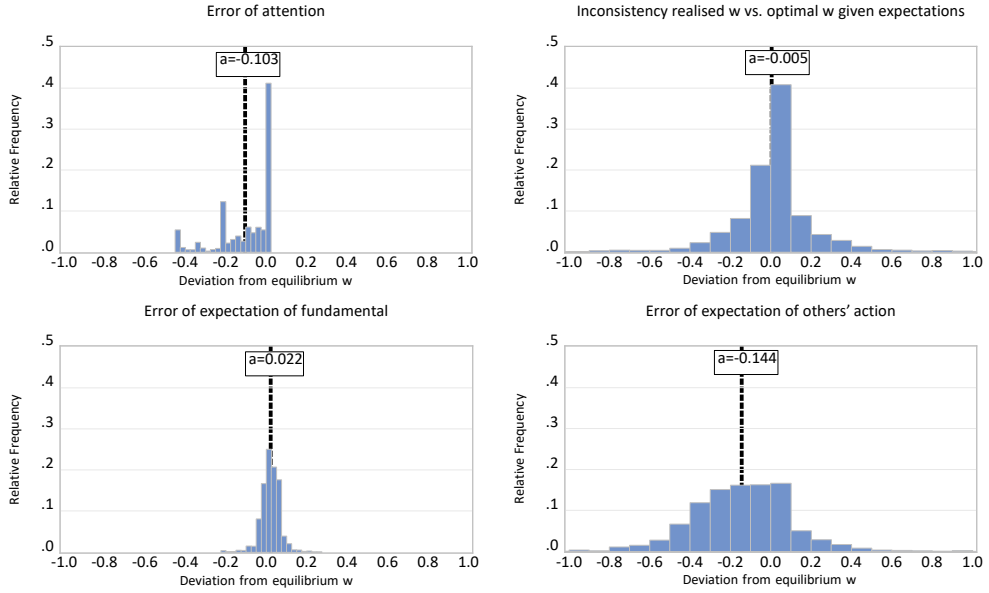 Error of attention
Relative Frequency
.5
.4
.3
.2
.1
.0
a=-0.103
-1.0 -0.8 -0.6 -0.4 -0.2 0.0 0.2 0.4 0.6 0.8 1.0
Deviation from equilibrium w
Inconsistency realised w vs. optimal w given expectations
Relative Frequency
.5
.4
.3
.2
.1
.0
a=-0.005
-1.0 -0.8 -0.6 -0.4 -0.2 0.0 0.2 0.4 0.6 0.8 1.0
Deviation from equilibrium w
Error of expectation of fundamental
Relative Frequency
.5
.4
.3
.2
.1
.0
a=0.022
-1.0 -0.8 -0.6 -0.4 -0.2 0.0 0.2 0.4 0.6 0.8 1.0
Deviation from equilibrium w
Error of expectation of others’ action
Relative Frequency
.5
.4
.3
.2
.1
.0
a=-0.144
-1.0 -0.8 -0.6 -0.4 -0.2 0.0 0.2 0.4 0.6 0.8 1.0
Deviation from equilibrium w